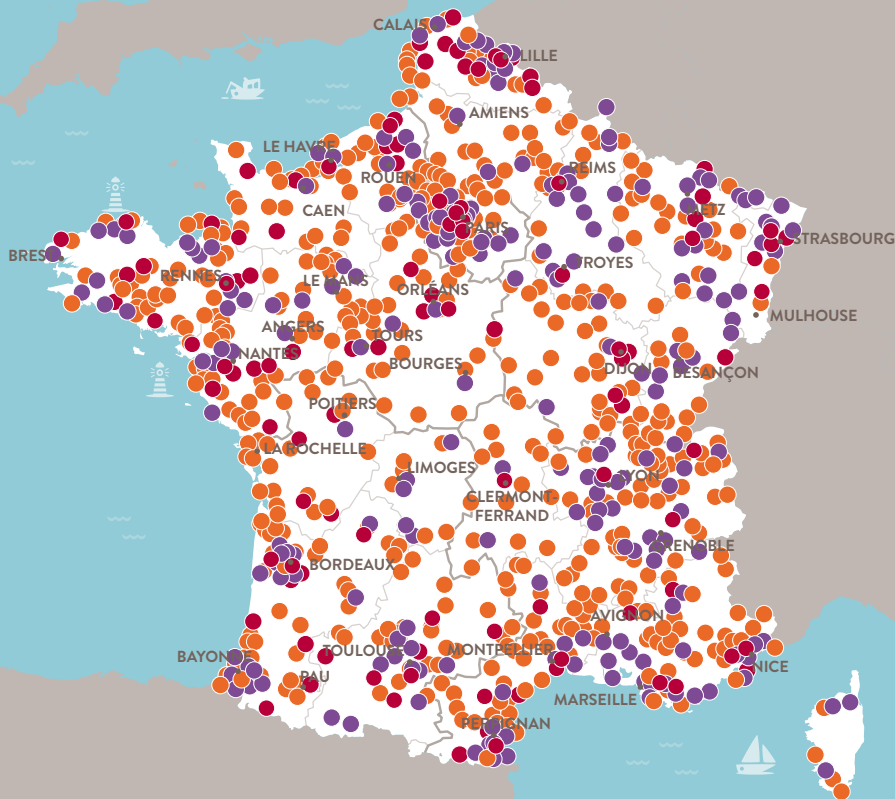 CALAIS
LILLE
AMIENS
LE HAVRE
ROUEN
REIMS
CAEN
METZ
PARIS
STRASBOURG
BREST
RENNES
LE MANS
TROYES
ORLÉANS
MULHOUSE
ANGERS
TOURS
NANTES
BOURGES
DIJON
BESANÇON
POITIERS
LA ROCHELLE
LIMOGES
LYON
CLERMONT-
FERRAND
GRENOBLE
BORDEAUX
AVIGNON
BAYONNE
TOULOUSE
MONTPELLIER
NICE
PAU
MARSEILLE
PERPIGNAN